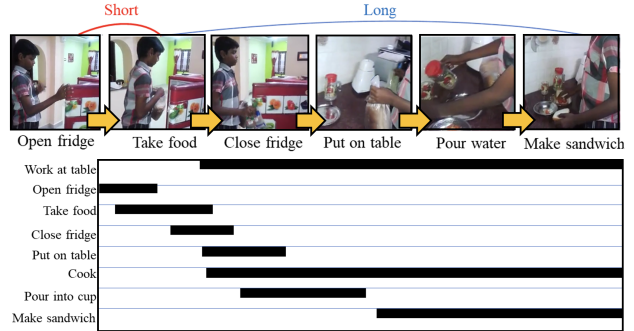 Short
Long
Open fridge
Take food
Close fridge
Put on table
Pour water
Make sandwich
Work at table
Open fridge
Take food
Close fridge
Put on table
Cook
Pour into cup
Make sandwich